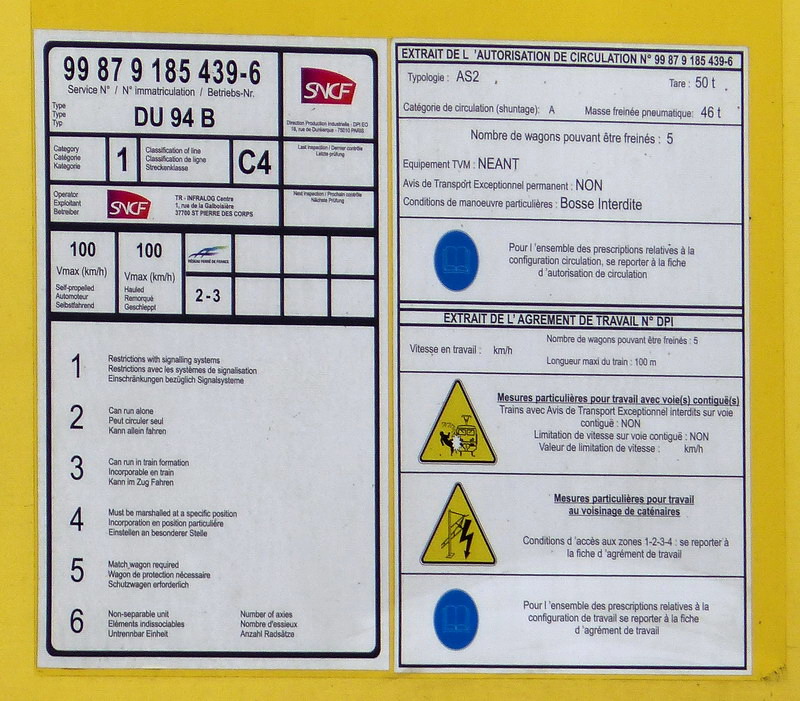 99 87 9 185 439-6
Service N° / N° immatriculation / Betriebs-Nr.
Type
Type
Typ
DU 94 B
SNCF
Direction Production Industrielle - DPI EO
18, rue de Dunkerque - 75010 PARIS
Category
Catégorie
Kategorie
1
Classification of line
Classification de ligne
Streckenklasse
C4
Last inspection / Dernier contrôle
Letzte prüfung
Operator
Exploitant
Betreiber
SNCF
TR - INFRALOG Centre
1, rue de la Galboisière
37700 ST PIERRE DES CORPS
Next inspection / Prochain contrôle
Nächste Prüfung
100
Vmax (km/h)
Self-propelled
Automoteur
Selbstfahrend
100
Vmax (km/h)
Hauled
Remorqué
Geschleppt
RÉSEAU FERRÉ DE FRANCE
2 - 3
1
Restrictions with signalling systems
Restrictions avec les systèmes de signalisation
Einschränkungen bezüglich Signalsysteme
2
Can run alone
Peut circuler seul
Kann allein fahren
3
Can run in train formation
Incorporable en train
Kann im Zug Fahren
4
Must be marshalled at a specific position
Incorporation en position particulière
Einstellen an besonderer Stelle
5
Match wagon required
Wagon de protection nécessaire
Schutzwagen erforderlich
6
Non-separable unit
Eléments indissociables
Untrennbar Einheit
Number of axies
Nombre d'essieux
Anzahl Radsätze
EXTRAIT DE L 'AUTORISATION DE CIRCULATION N° 99 87 9 185 439-6
Typologie : AS2
Tare : 50 t
Catégorie de circulation (shuntage): A
Masse freinée pneumatique: 46 t
Nombre de wagons pouvant être freinés : 5
Equipement TVM : NEANT
Avis de Transport Exceptionnel permanent : NON
Conditions de manoeuvre particulières : Bosse Interdite
Pour l 'ensemble des prescriptions relatives à la
configuration circulation, se reporter à la fiche
d 'autorisation de circulation
EXTRAIT DE L' AGREMENT DE TRAVAIL N° DPI
Vitesse en travail : km/h
Nombre de wagons pouvant être freinés : 5
Longueur maxi du train : 100 m
Mesures particulières pour travail avec voie(s) contiguë(s)
Trains avec Avis de Transport Exceptionnel interdits sur voie
contiguë : NON
Limitation de vitesse sur voie contiguë : NON
Valeur de limitation de vitesse : km/h
Mesures particulières pour travail
au voisinage de caténaires
Conditions d 'accès aux zones 1-2-3-4 : se reporter à
la fiche d 'agrément de travail
Pour l 'ensemble des prescriptions relatives à la
configuration de travail se reporter à la fiche
d 'agrément de travail